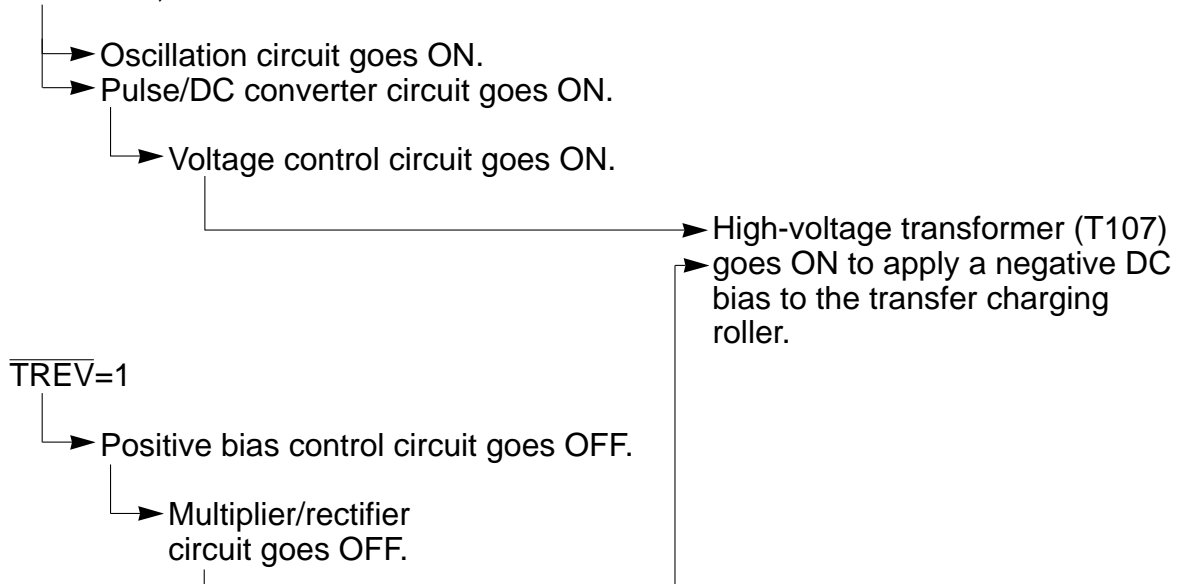 Oscillation circuit goes ON.
Pulse/DC converter circuit goes ON.
Voltage control circuit goes ON.
High-voltage transformer (T107)
goes ON to apply a negative DC
bias to the transfer charging
roller.
T̅R̅E̅V̅=1
Positive bias control circuit goes OFF.
Multiplier/rectifier
circuit goes OFF.